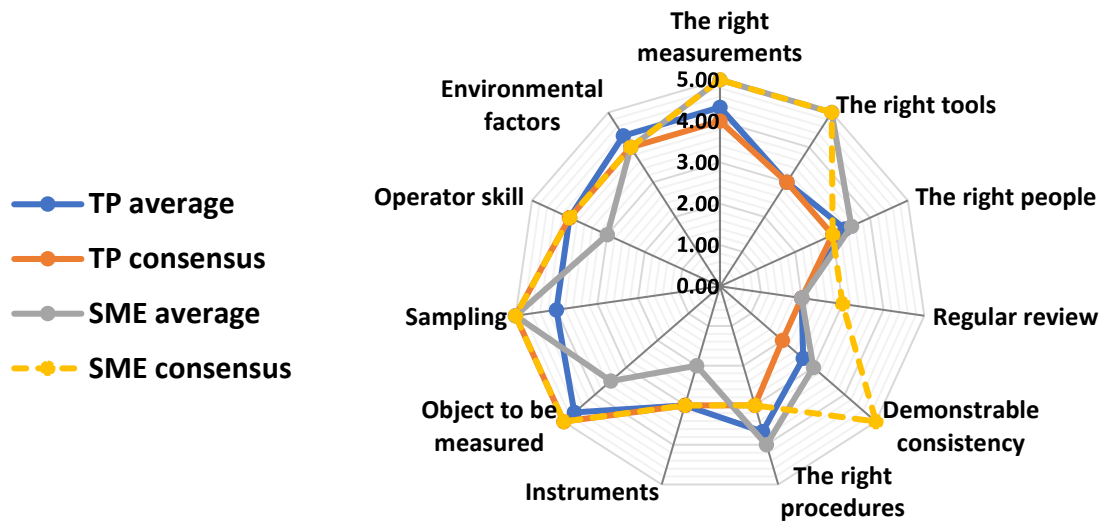 The right
measurements
The right tools
The right people
Regular review
Demonstrable
consistency
The right
procedures
Instruments
Object to be
measured
Sampling
Operator skill
Environmental
factors
5.00
4.00
3.00
2.00
1.00
0.00
TP average
TP consensus
SME average
SME consensus